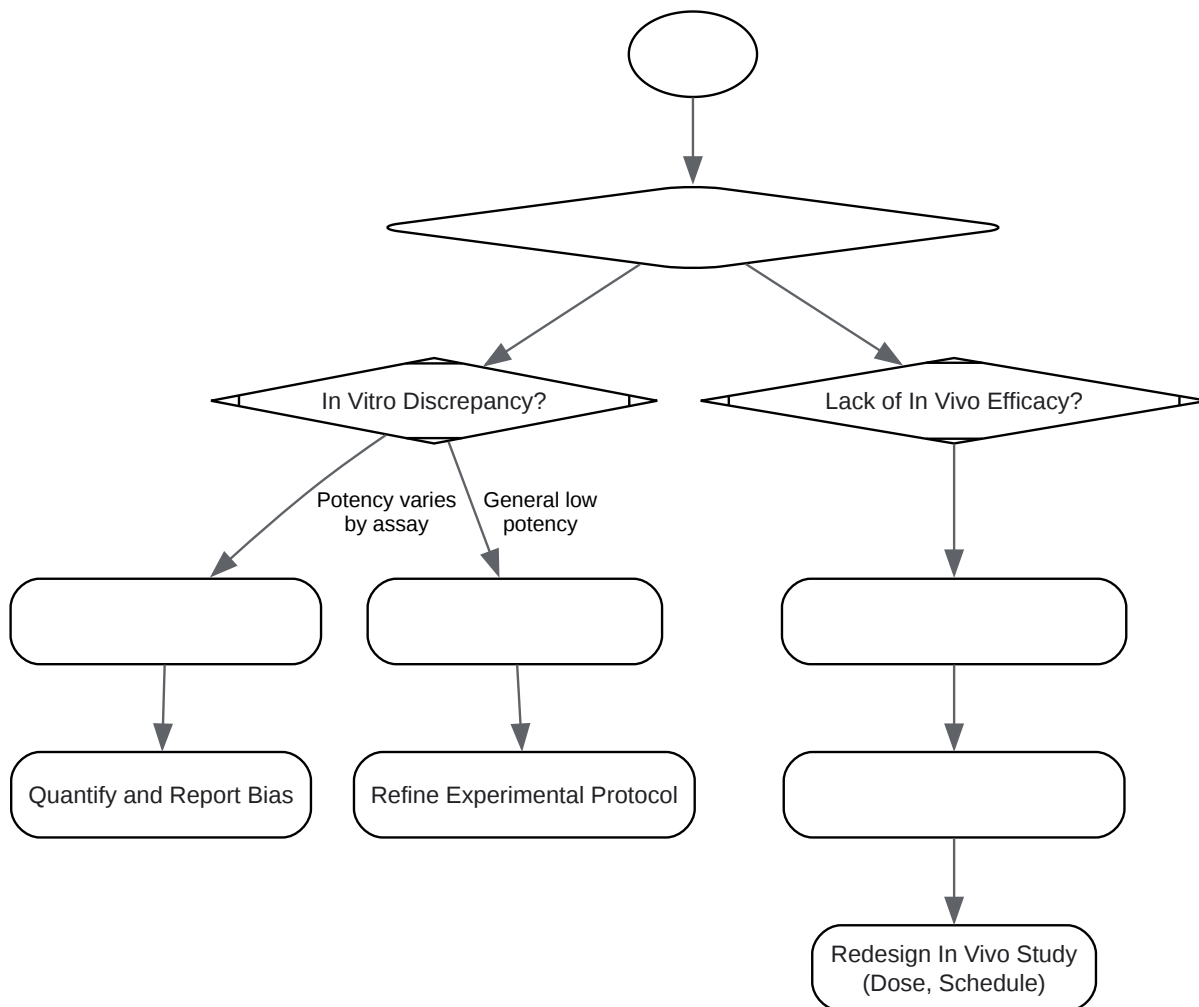 In Vitro Discrepancy?
Lack of In Vivo Efficacy?
Potency varies
by assay
General low
potency
Quantify and Report Bias
Refine Experimental Protocol
Redesign In Vivo Study
(Dose, Schedule)